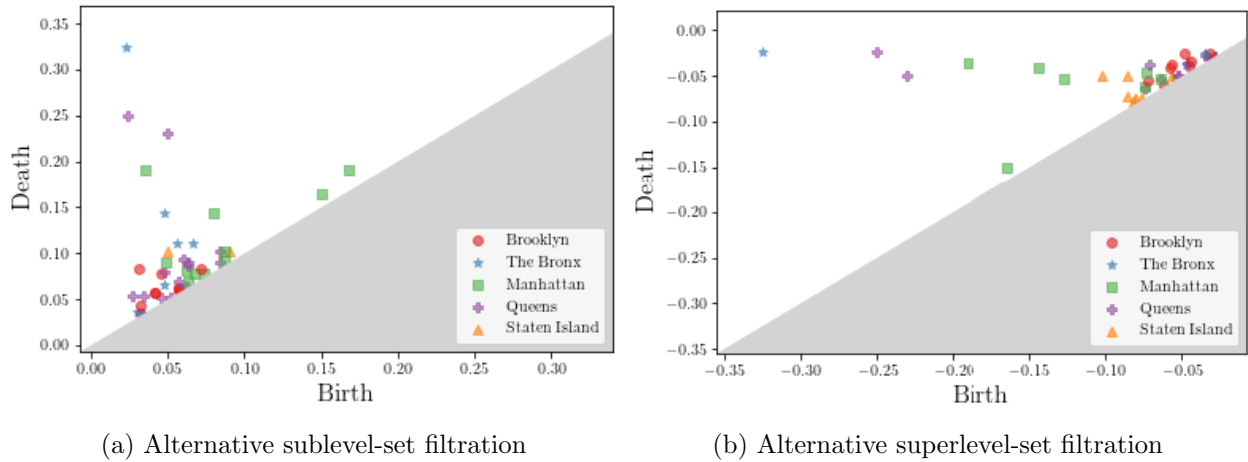 0.35
0.30
0.25
0.20
0.15
0.10
0.05
0.00
Death
0.00 0.05 0.10 0.15 0.20 0.25 0.30
Birth
Brooklyn
The Bronx
Manhattan
Queens
Staten Island
(a) Alternative sublevel-set filtration
0.00
−0.05
−0.10
−0.15
−0.20
−0.25
−0.30
−0.35
Death
−0.35 −0.30 −0.25 −0.20 −0.15 −0.10 −0.05
Birth
Brooklyn
The Bronx
Manhattan
Queens
Staten Island
(b) Alternative superlevel-set filtration